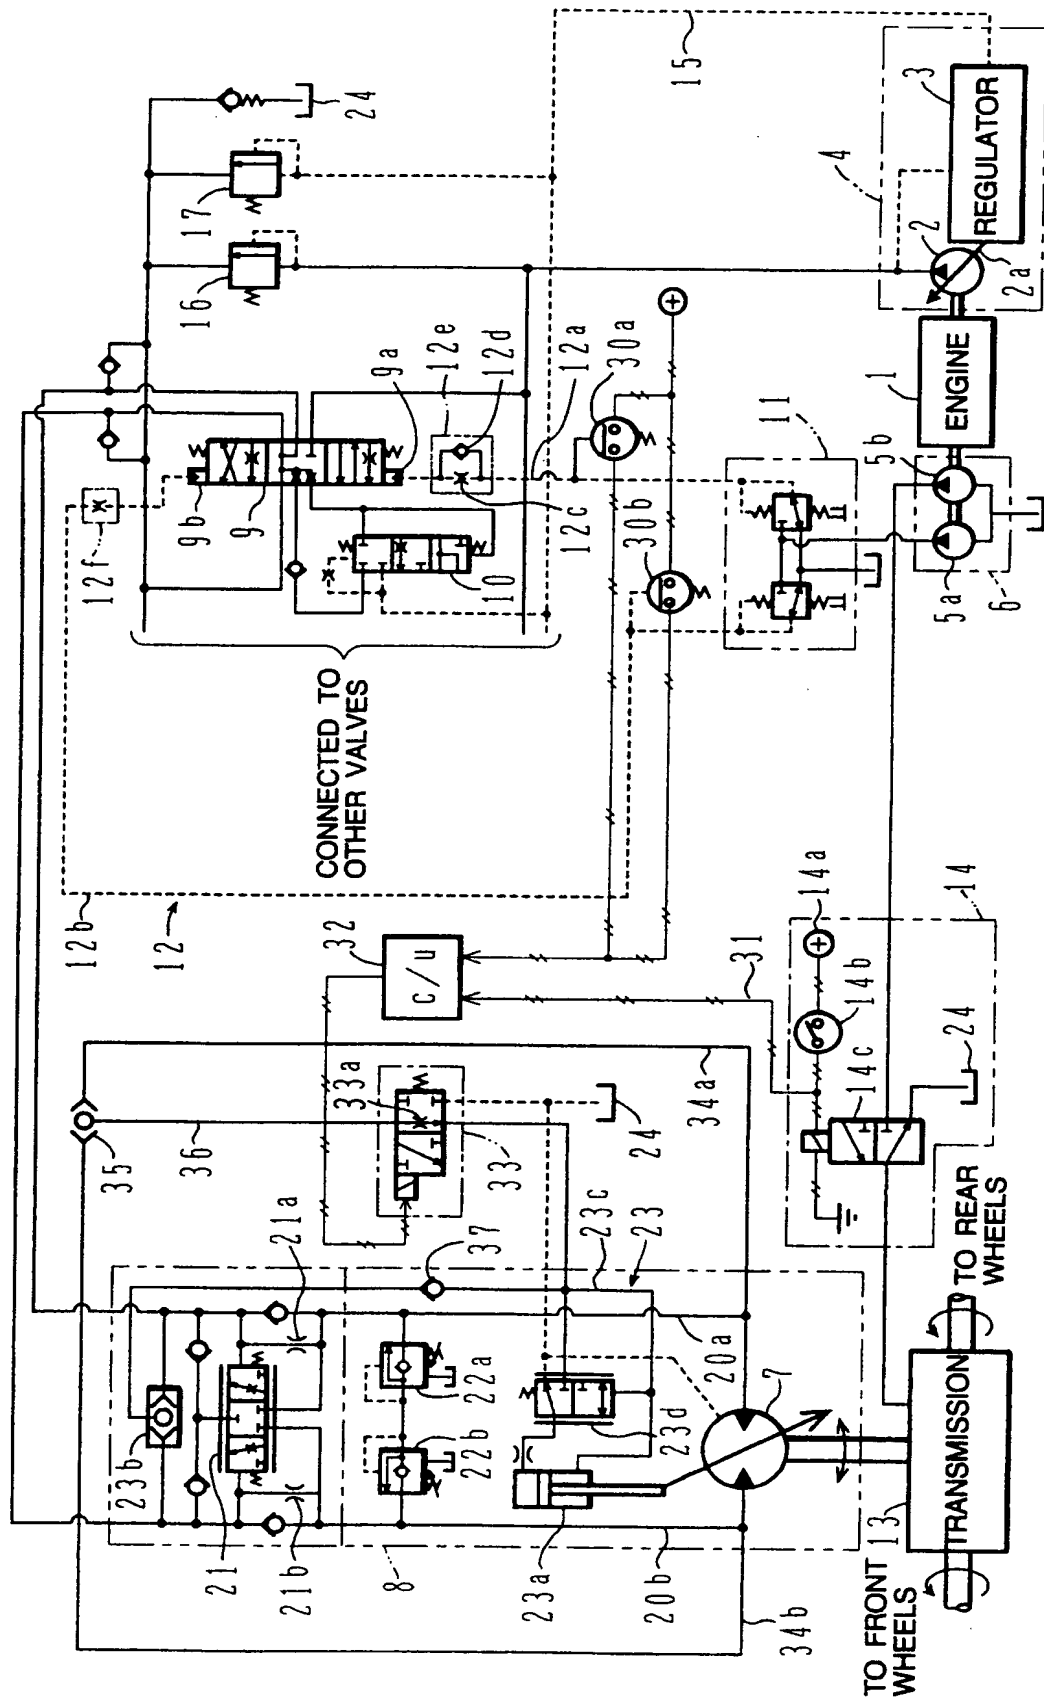 15
24
17
16
3
REGULATOR
4
2
2a
12e
12d
9a
12a
30a
1
ENGINE
9b
9
12f
10
12c
30b
11
5b
5a
6
CONNECTED TO
OTHER VALVES
12b
12
32
C/U
31
14a
14
14b
14c
24
33a
34a
35
36
33
24
21a
37
23c
23
20a
7
TO REAR
WHEELS
23b
22a
22b
23d
21
21b
8
23a
20b
13
TRANSMISSION
34b
TO FRONT
WHEELS